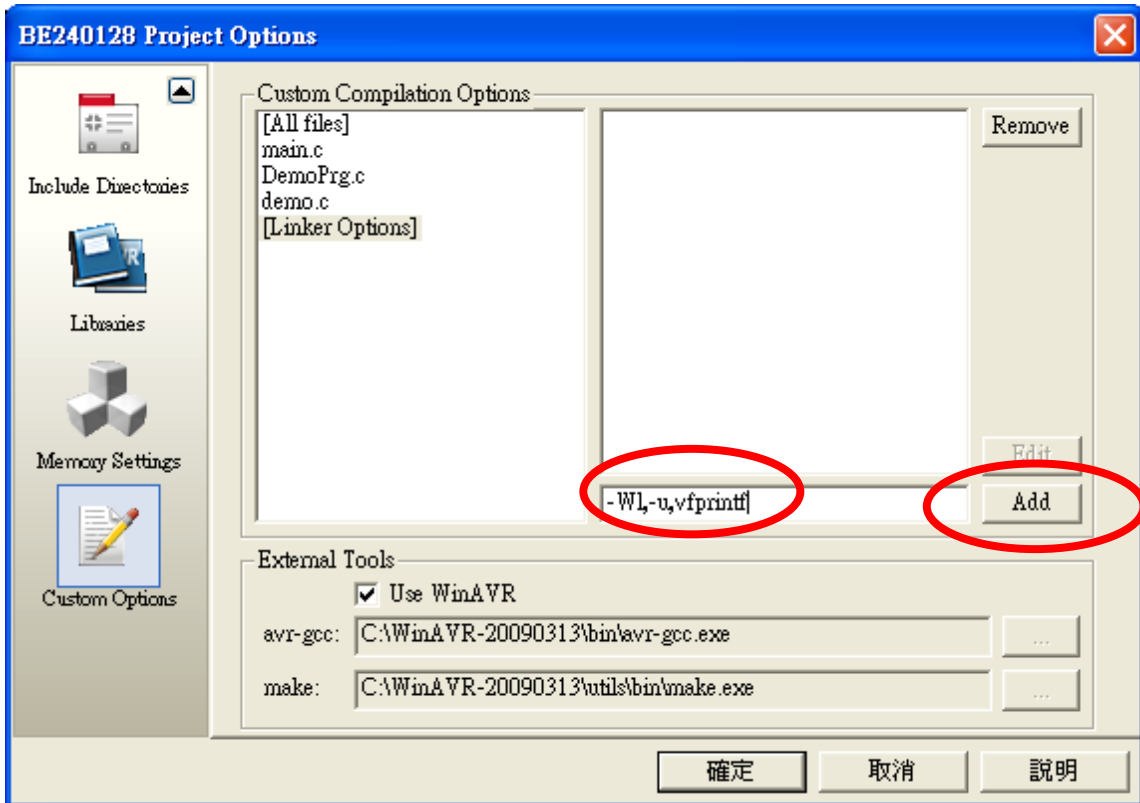 BE240128 Project Options
Include Directories
Libraries
Memory Settings
Custom Options
Custom Compilation Options
[All files]
main.c
DemoPrg.c
demo.c
[Linker Options]
Remove
Edit
-Wl,-u,vfprintf
Add
External Tools
Use WinAVR
avr-gcc: C:\WinAVR-20090313\bin\avr-gcc.exe ...
make: C:\WinAVR-20090313\utils\bin\make.exe ...
確定 取消 說明